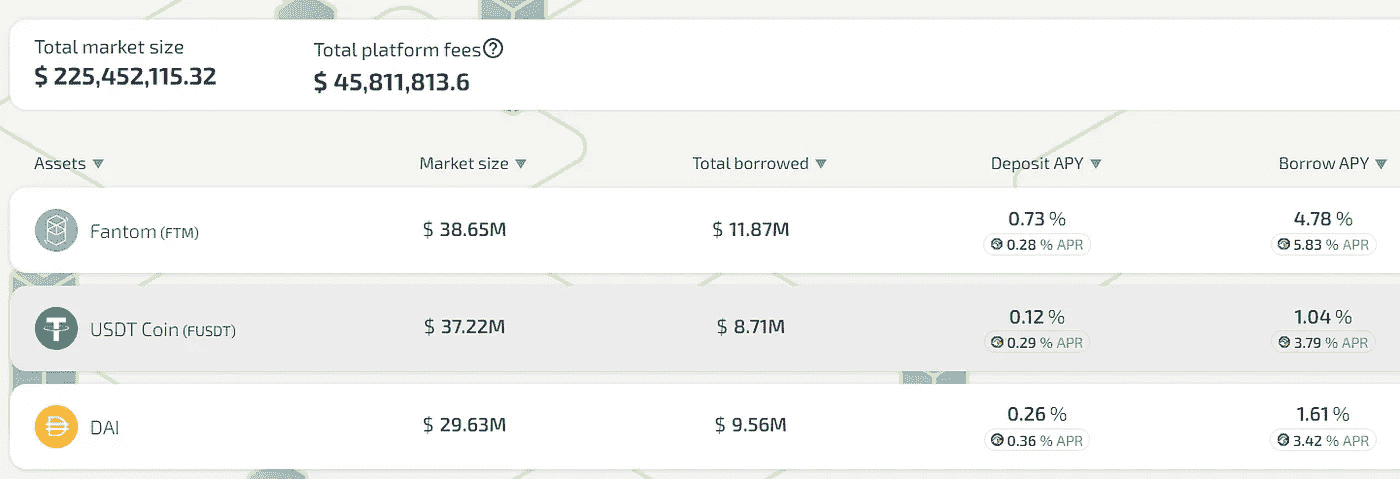 Total market size
Total platform fees?
$ 225,452,115.32
$ 45,811,813.6
Assets Market size Total borrowed Deposit APY Borrow APY
Fantom (FTM) $ 38.65M $ 11.87M 0.73 % 4.78 %
0.28 % APR 5.83 % APR
USDT Coin (FUSDT) $ 37.22M $ 8.71M 0.12 % 1.04 %
0.29 % APR 3.79 % APR
DAI $ 29.63M $ 9.56M 0.26 % 1.61 %
0.36 % APR 3.42 % APR